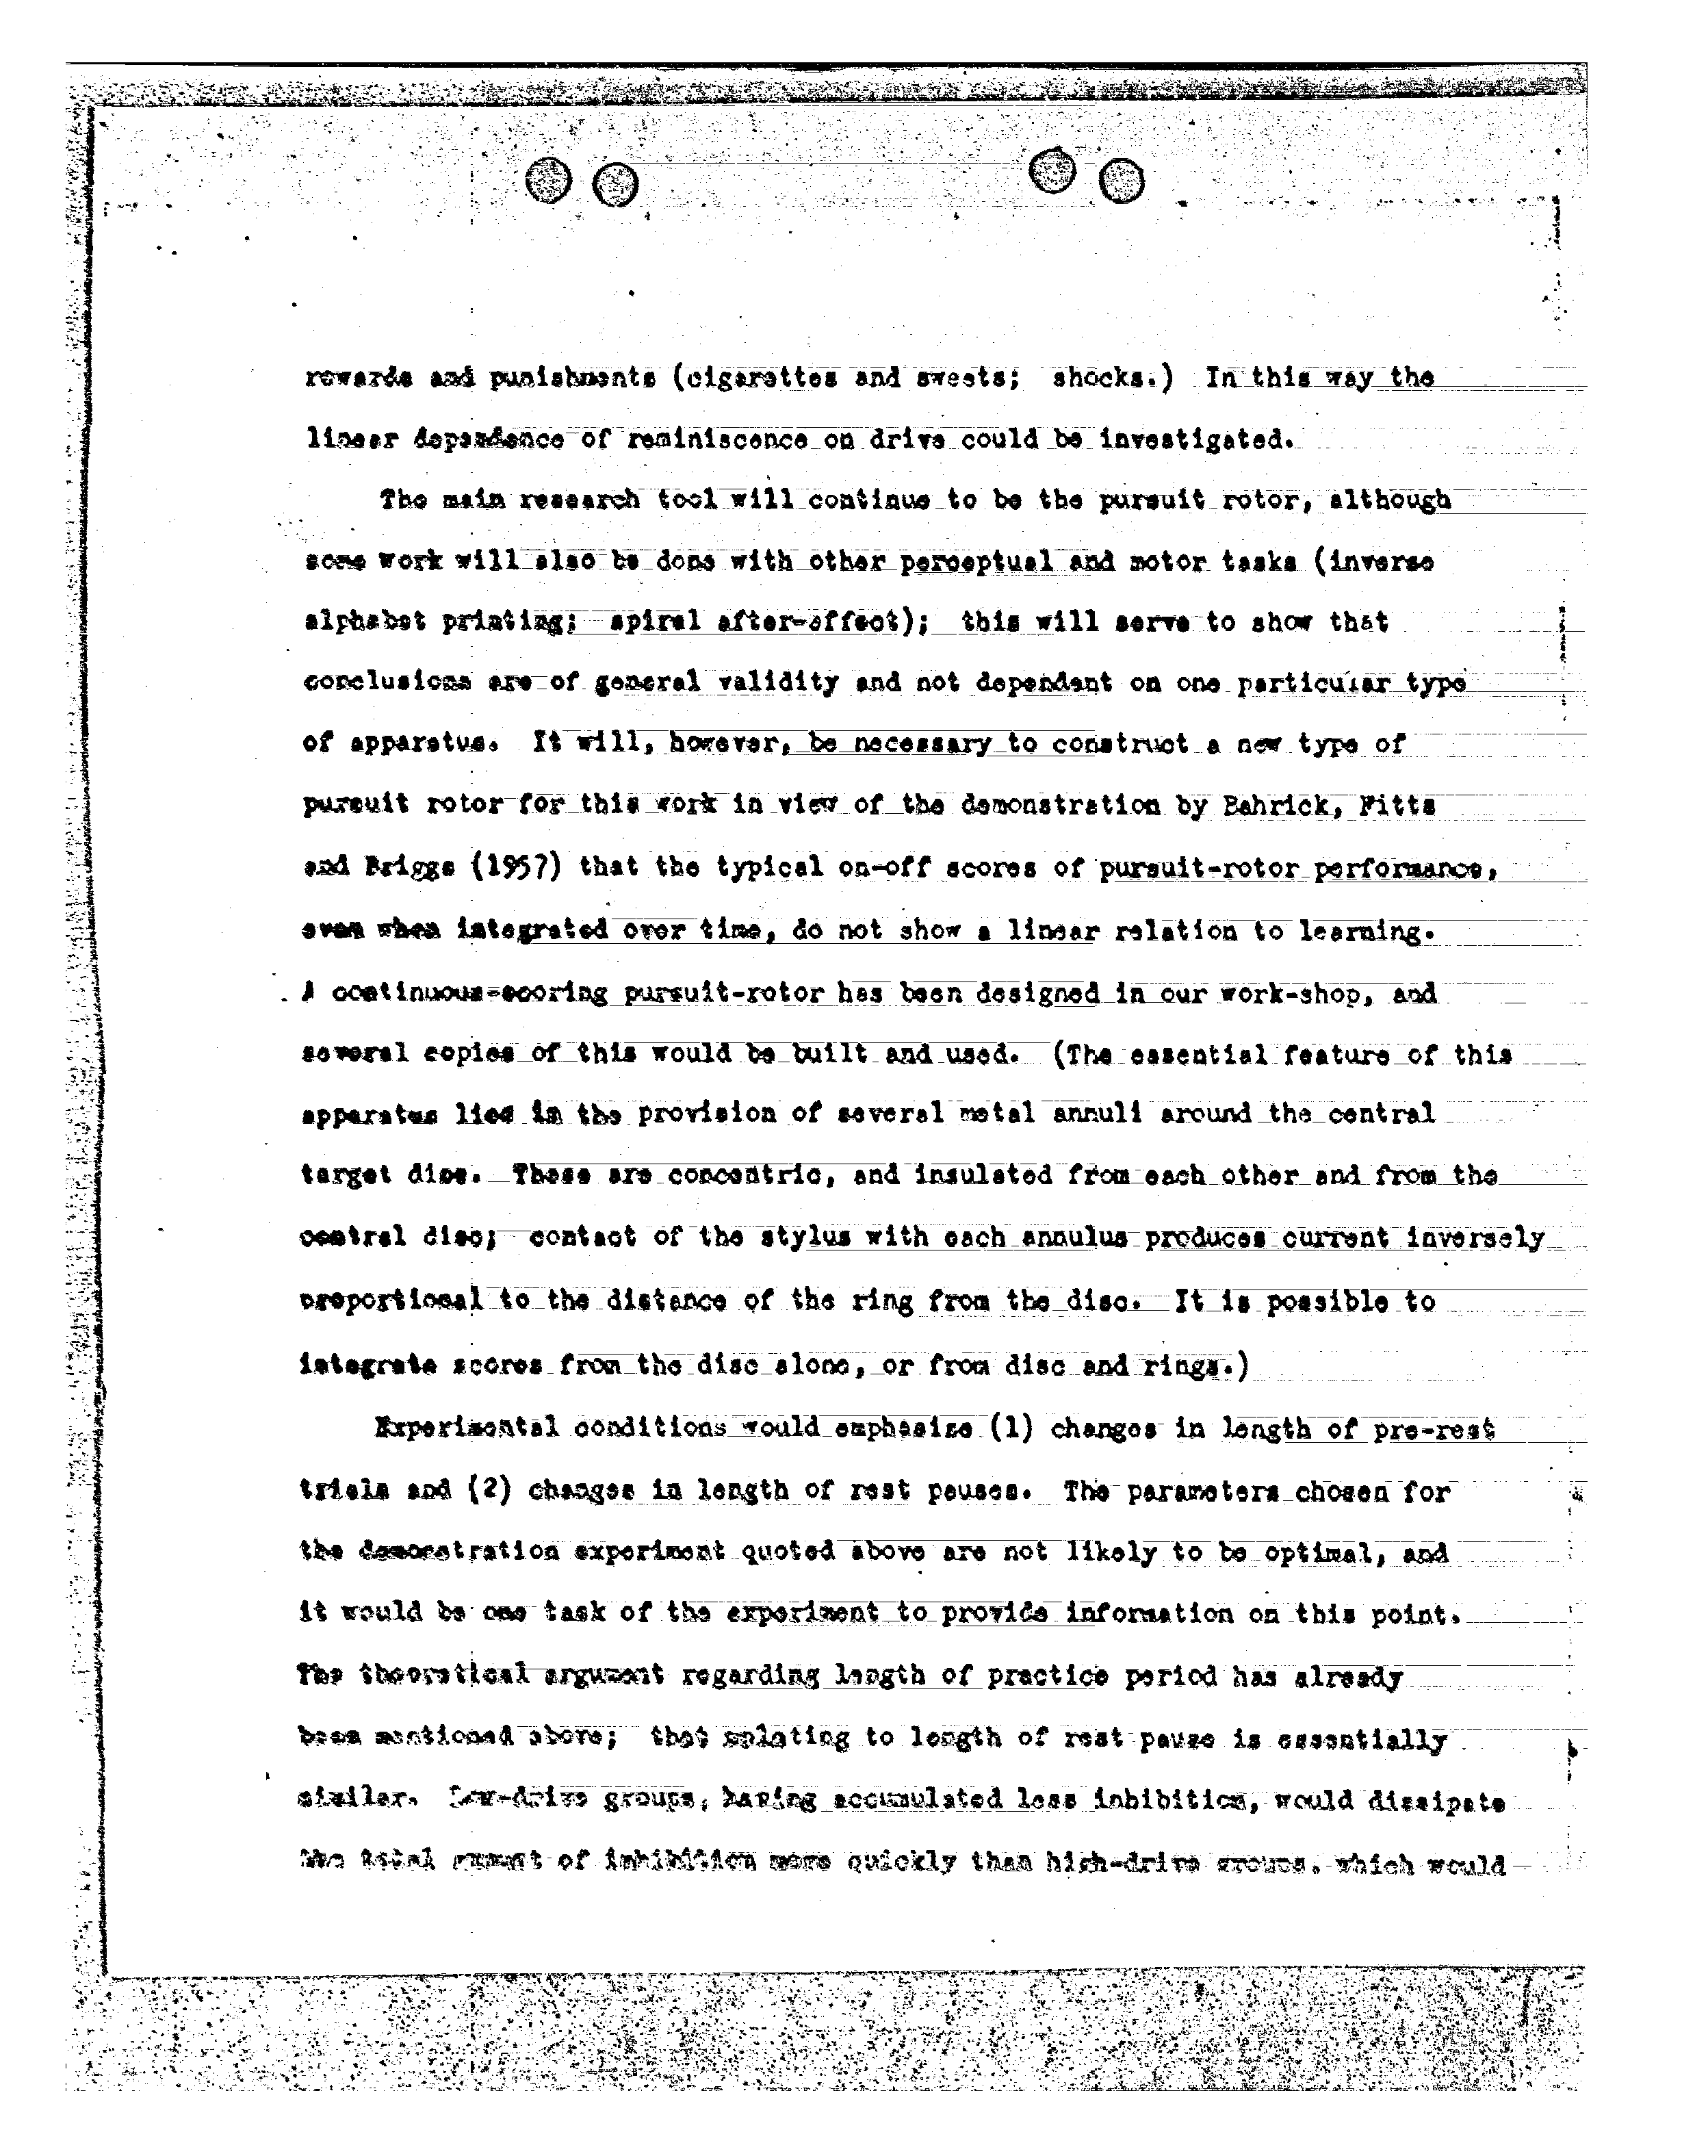 rewards and punishments (cigarettes and sweets; shocks.) In this way the
linear dependence of reminiscence on drive could be investigated.
The main research tool will continue to be the pursuit rotor, although
some work will also be done with other perceptual and motor tasks (inverse
alphabet printing; spiral after-effect); this will serve to show that
conclusions are of general validity and not dependent on one particular type
of apparatus. It will, however, be necessary to construct a new type of
pursuit rotor for this work in view of the demonstration by Bahrick, Fitts
and Briggs (1957) that the typical on-off scores of pursuit-rotor performance,
even when integrated over time, do not show a linear relation to learning.
A continuous-scoring pursuit-rotor has been designed in our work-shop, and
several copies of this would be built and used. (The essential feature of this
apparatus lies in the provision of several metal annuli around the central
target disc. These are concentric, and insulated from each other and from the
central disc; contact of the stylus with each annulus produces current inversely
proportional to the distance of the ring from the disc. It is possible to
integrate scores from the disc alone, or from disc and rings.)
Experimental conditions would emphasize (1) changes in length of pre-rest
trials and (2) changes in length of rest pauses. The parameters chosen for
the demonstration experiment quoted above are not likely to be optimal, and
it would be one task of the experiment to provide information on this point.
The theoretical argument regarding length of practice period has already
been mentioned above; that relating to length of rest pause is essentially
similar. Low-drive groups, having accumulated less inhibition, would dissipate
the total amount of inhibition more quickly than high-drive groups, which would